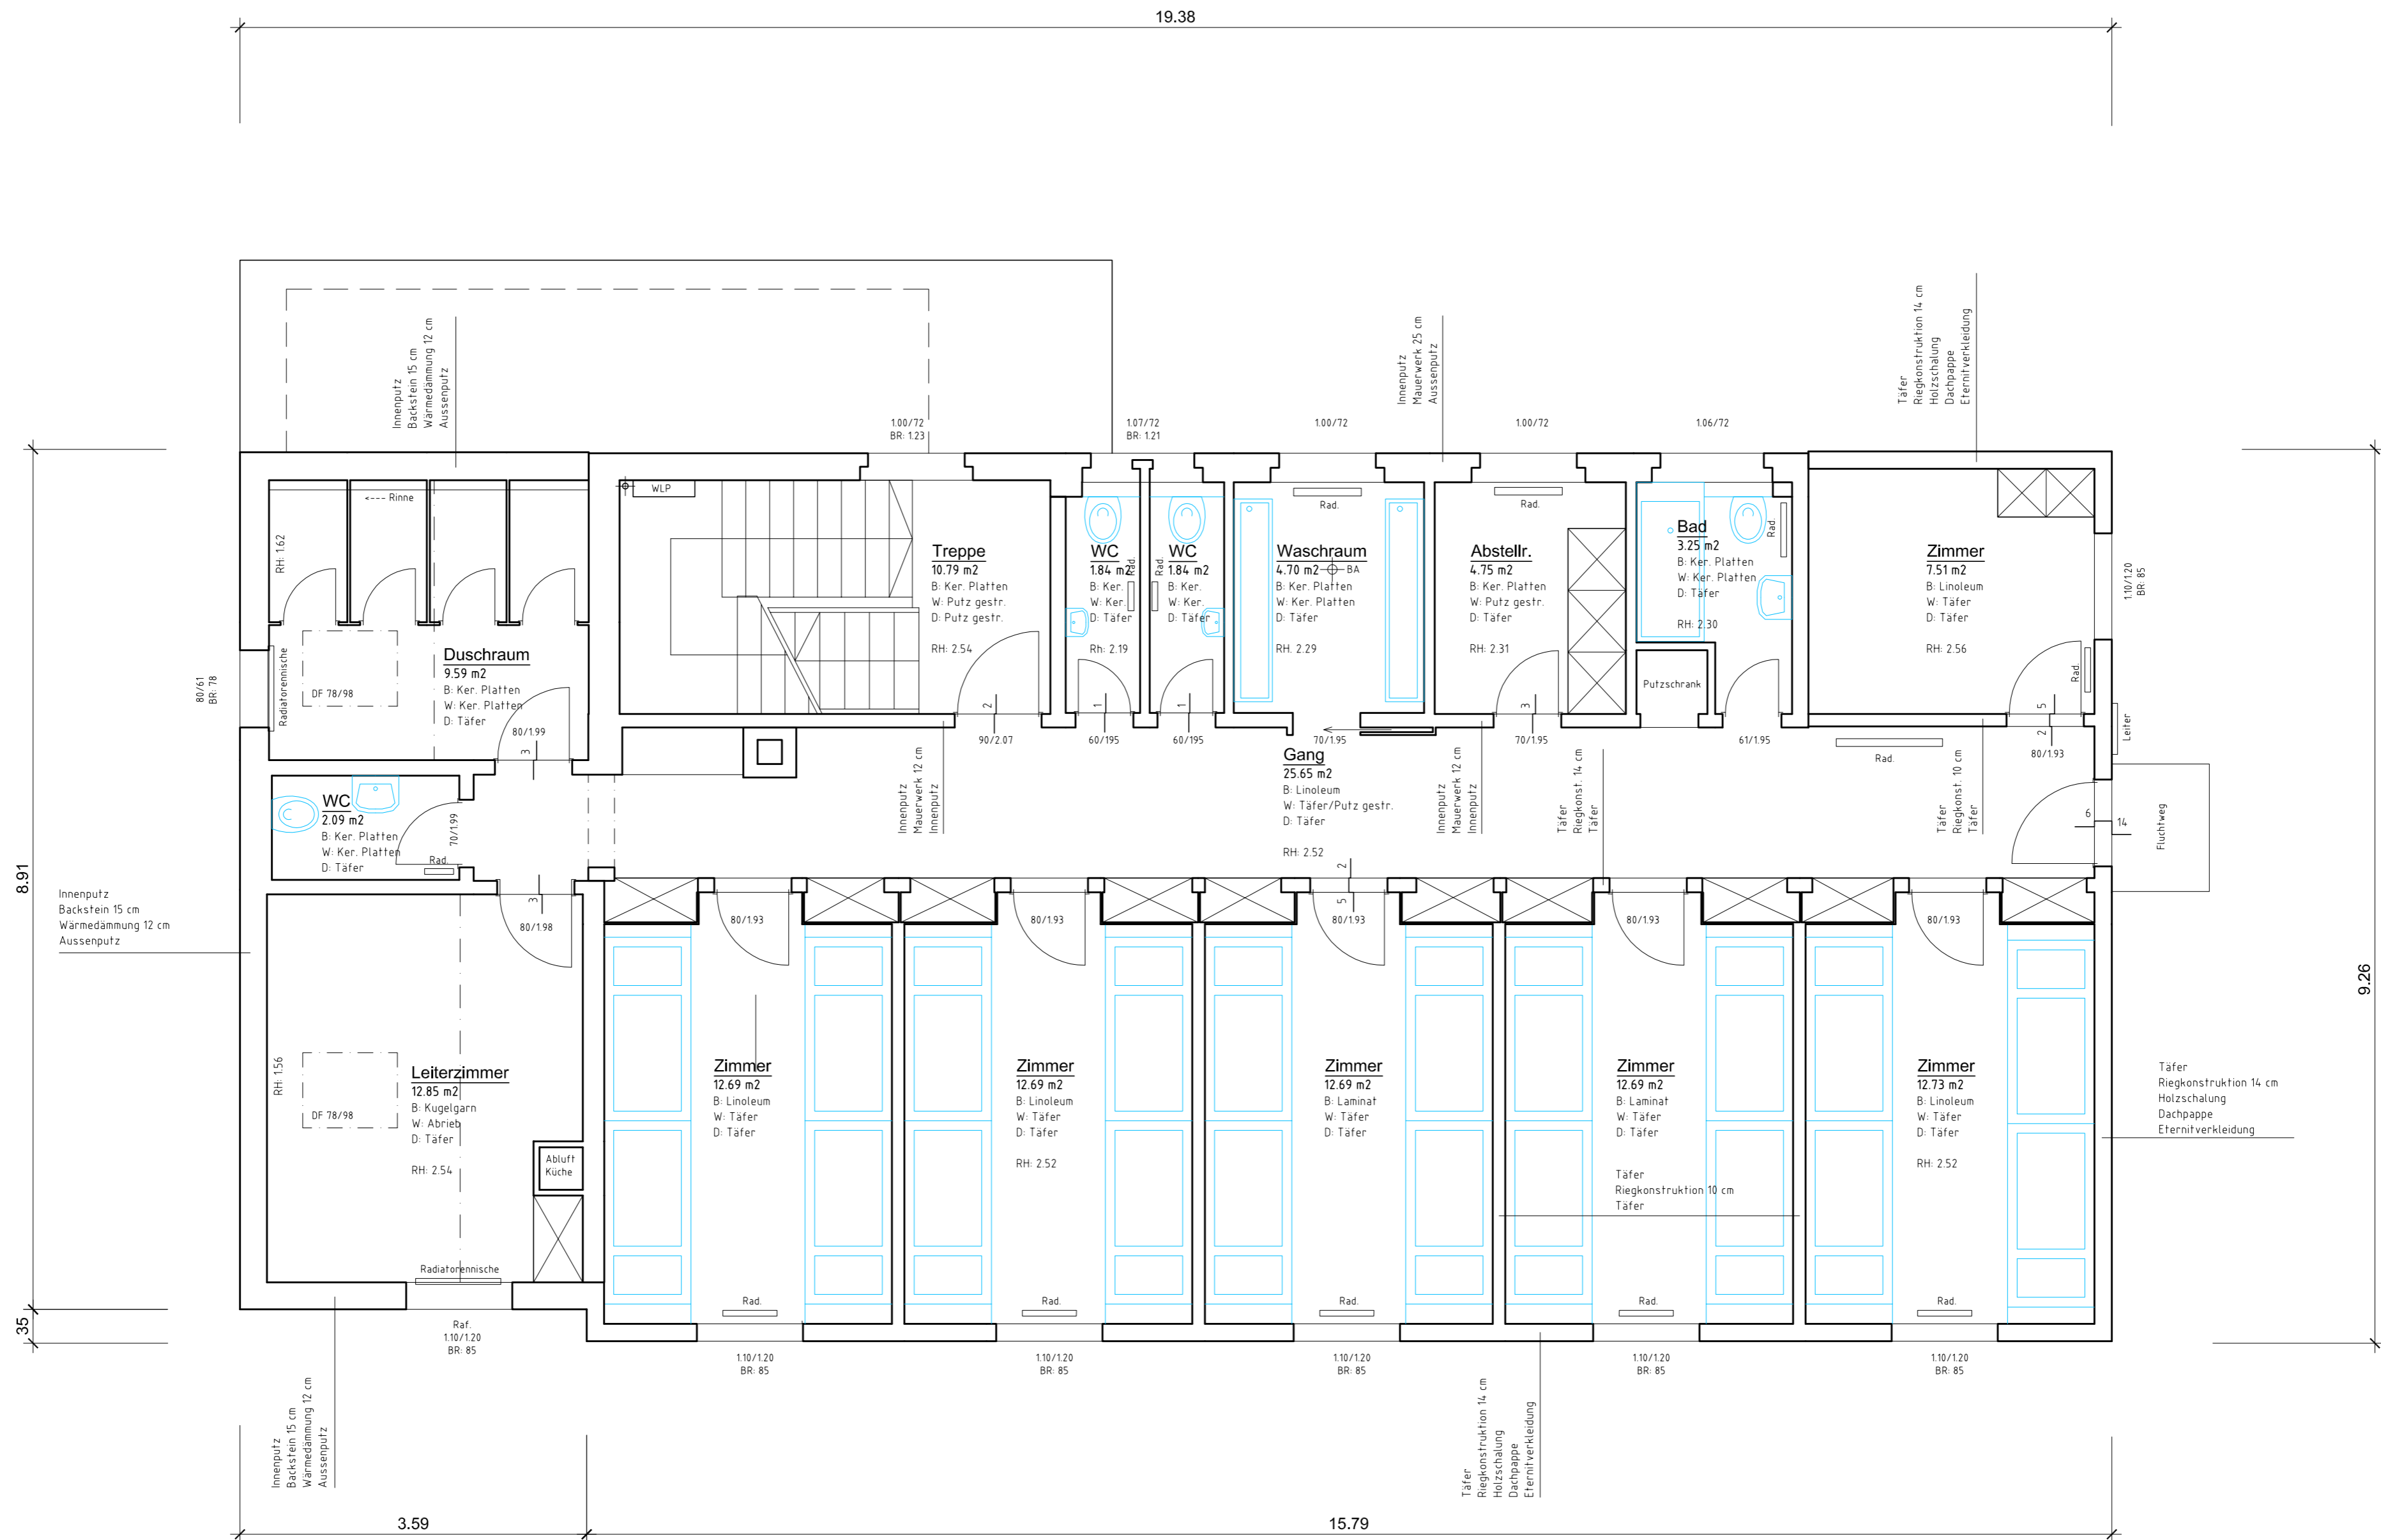 19.38
Innenputz
Backstein 15 cm
Wärmedämmung 12 cm
Aussenputz
Innenputz
Mauerwerk 25 cm
Aussenputz
Täfer
Riegkonstruktion 14 cm
Holzschalung
Dachpappe
Eternitverkleidung
1.00/72
BR: 1.23
1.07/72
BR: 1.21
1.00/72
1.00/72
1.06/72
<--- Rinne
RH: 1.62
WLP
Rad.
Rad.
Treppe
10.79 m2
B: Ker. Platten
W: Putz gestr.
D: Putz gestr.
RH: 2.54
WC
1.84 m2
B: Ker.
W: Ker.
D: Täfer
Rh: 2.19
Rad.
Rad.
WC
1.84 m2
B: Ker.
W: Ker.
D: Täfer
Waschraum
4.70 m2
BA
B: Ker. Platten
W: Ker. Platten
D: Täfer
RH. 2.29
Abstellr.
4.75 m2
B: Ker. Platten
W: Putz gestr.
D: Täfer
RH: 2.31
Bad
3.25 m2
B: Ker. Platten
W: Ker. Platten
D: Täfer
RH: 2.30
Rad.
Putzschrank
Zimmer
7.51 m2
B: Linoleum
W: Täfer
D: Täfer
RH: 2.56
Rad.
1.10/1.20
BR: 85
80/61
BR: 78
Radiatorennische
DF 78/98
Duschraum
9.59 m2
B: Ker. Platten
W: Ker. Platten
D: Täfer
80/1.99
3
2
90/2.07
1
60/195
1
60/195
70/1.95
3
70/1.95
61/1.95
5
2
80/1.93
Leiter
Rad.
Gang
25.65 m2
B: Linoleum
W: Täfer/Putz gestr.
D: Täfer
RH: 2.52
Innenputz
Mauerwerk 12 cm
Innenputz
Innenputz
Mauerwerk 12 cm
Innenputz
Täfer
Riegkonst. 14 cm
Täfer
Täfer
Riegkonst. 10 cm
Täfer
6
14
Fluchtweg
WC
2.09 m2
B: Ker. Platten
W: Ker. Platten
D: Täfer
Rad.
70/1.99
8.91
35
9.26
Innenputz
Backstein 15 cm
Wärmedämmung 12 cm
Aussenputz
3
80/1.98
80/1.93
80/1.93
2
5
80/1.93
80/1.93
80/1.93
RH: 1.56
DF 78/98
Leiterzimmer
12.85 m2
B: Kugelgarn
W: Abrieb
D: Täfer
RH: 2.54
Abluft
Küche
Radiatorennische
Zimmer
12.69 m2
B: Linoleum
W: Täfer
D: Täfer
Zimmer
12.69 m2
B: Linoleum
W: Täfer
D: Täfer
RH: 2.52
Zimmer
12.69 m2
B: Laminat
W: Täfer
D: Täfer
Zimmer
12.69 m2
B: Laminat
W: Täfer
D: Täfer
Täfer
Riegkonstruktion 10 cm
Täfer
Zimmer
12.73 m2
B: Linoleum
W: Täfer
D: Täfer
RH: 2.52
Täfer
Riegkonstruktion 14 cm
Holzschalung
Dachpappe
Eternitverkleidung
Rad.
Rad.
Rad.
Rad.
Rad.
Raf.
1.10/1.20
BR: 85
1.10/1.20
BR: 85
1.10/1.20
BR: 85
1.10/1.20
BR: 85
1.10/1.20
BR: 85
1.10/1.20
BR: 85
Innenputz
Backstein 15 cm
Wärmedämmung 12 cm
Aussenputz
Täfer
Riegkonstruktion 14 cm
Holzschalung
Dachpappe
Eternitverkleidung
3.59
15.79